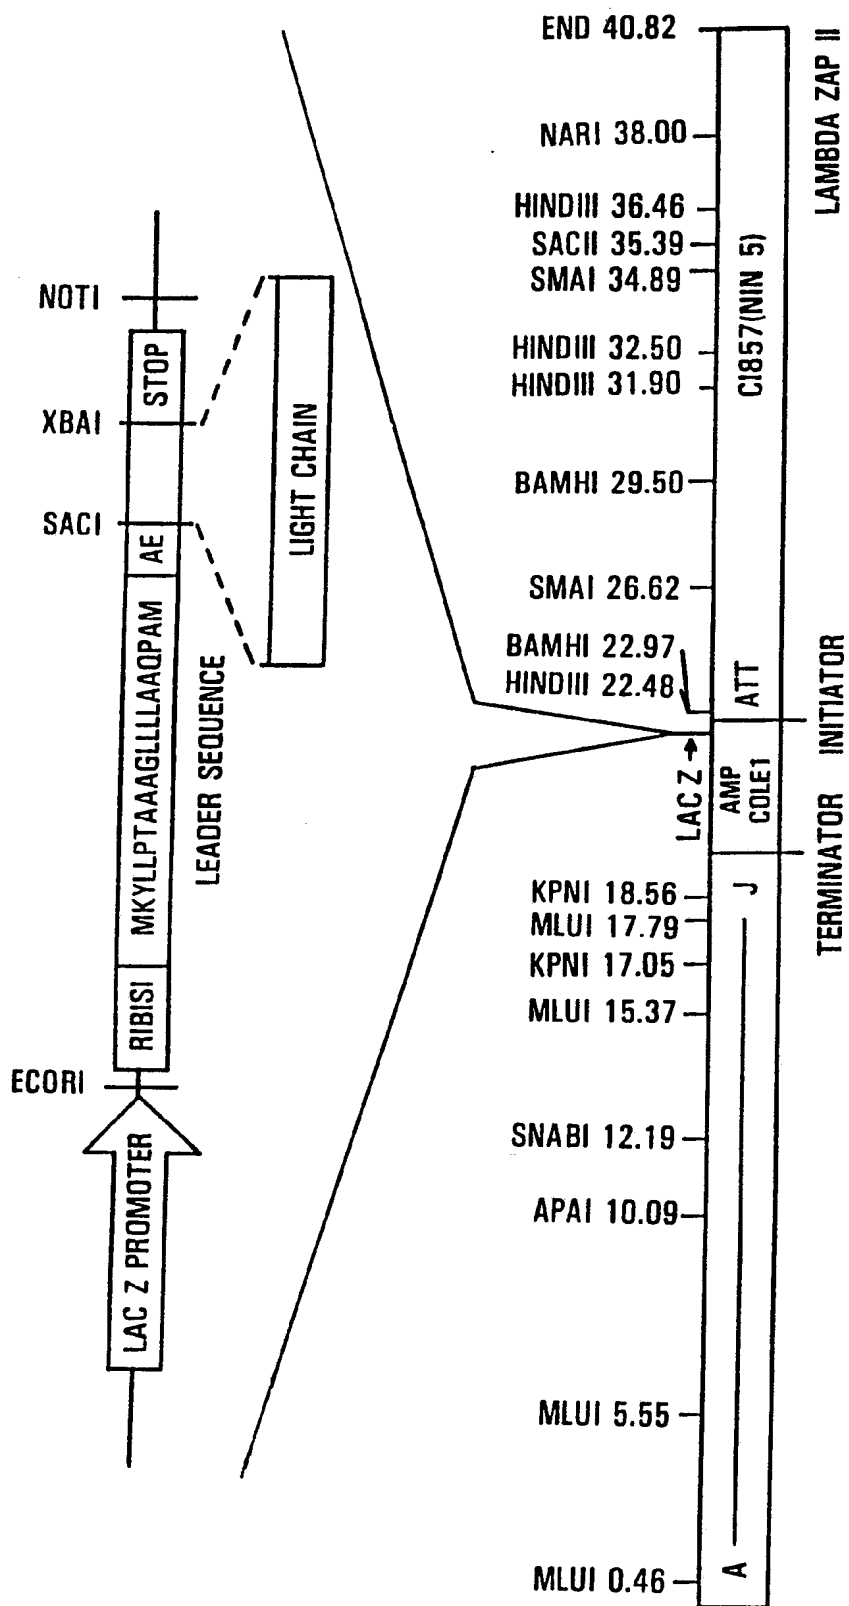 NOTI
XBAI
SACI
ECORI
STOP
AE
MKYLLPTAAAGLLLLAAQPAM
RIBISI
LAC Z PROMOTER
LEADER SEQUENCE
LIGHT CHAIN
END 40.82
NARI 38.00
HINDIII 36.46
SACII 35.39
SMAI 34.89
HINDIII 32.50
HINDIII 31.90
BAMHI 29.50
SMAI 26.62
BAMHI 22.97
HINDIII 22.48
LAC Z
KPNI 18.56
MLUI 17.79
KPNI 17.05
MLUI 15.37
SNABI 12.19
APAI 10.09
MLUI 5.55
MLUI 0.46
CI857(NIN 5)
ATT
AMP
COLE1
J
A
LAMBDA ZAP II
INITIATOR
TERMINATOR